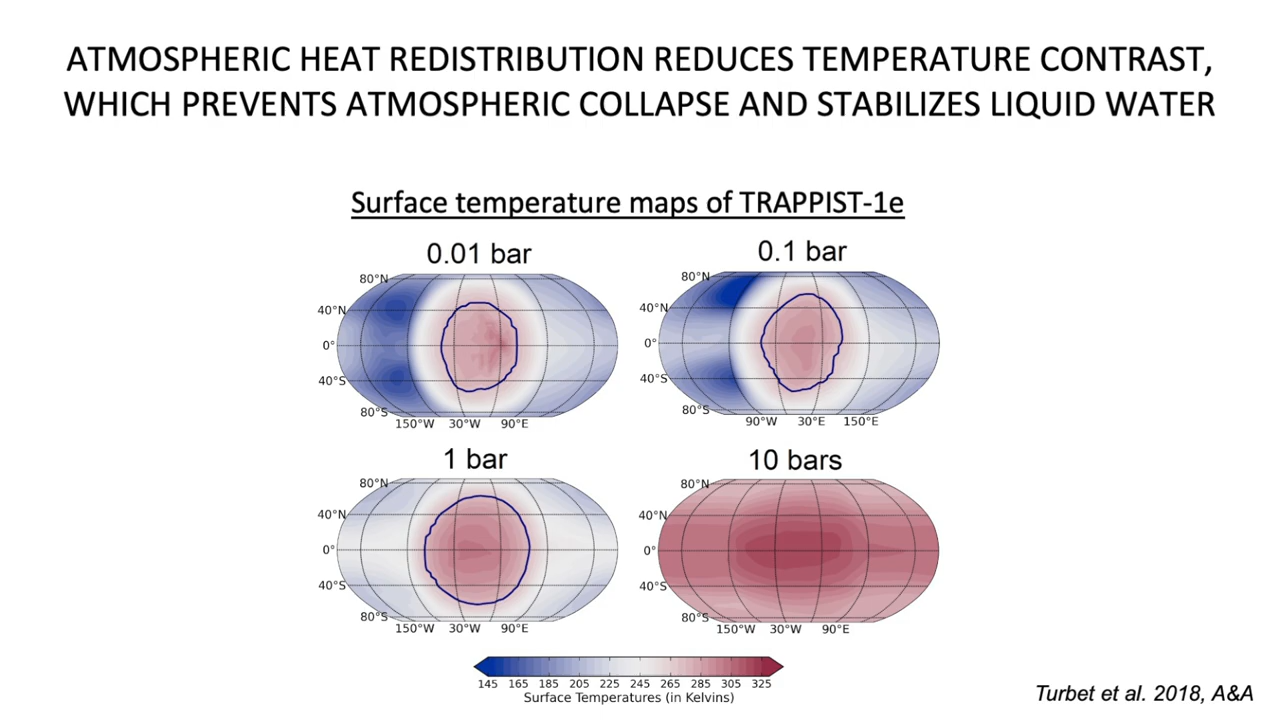 ATMOSPHERIC HEAT REDISTRIBUTION REDUCES TEMPERATURE CONTRAST,
WHICH PREVENTS ATMOSPHERIC COLLAPSE AND STABILIZES LIQUID WATER
Surface temperature maps of TRAPPIST-1e
0.01 bar
80°N
40°N
0°
40°S
80°S
150°W 30°W 90°E
0.1 bar
80°N
40°N
0°
40°S
80°S
90°W 30°E 150°E
1 bar
80°N
40°N
0°
40°S
80°S
150°W 30°W 90°E
10 bars
80°N
40°N
0°
40°S
80°S
150°W 30°W 90°E
145 165 185 205 225 245 265 285 305 325
Surface Temperatures (in Kelvins)
Turbet et al. 2018, A&A